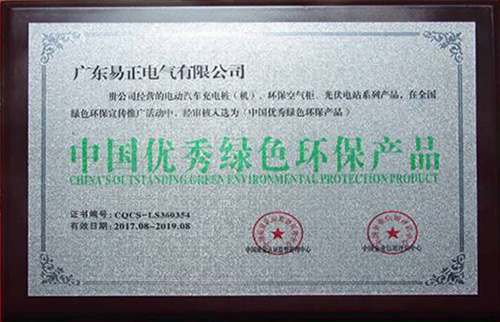 广东易正电气有限公司
贵公司经营的电动汽车充电桩（机）、环保空气柜、光伏电站系列产品，在全国
绿色环保宣传推广活动中，经审核入选为（中国优秀绿色环保产品）
中国优秀绿色环保产品
CHINA'S OUTSTANDING GREEN ENVIRONMENTAL PROTECTION PRODUCT
证书编号：CQCS-LS360354
有效日期：2017.08-2019.08